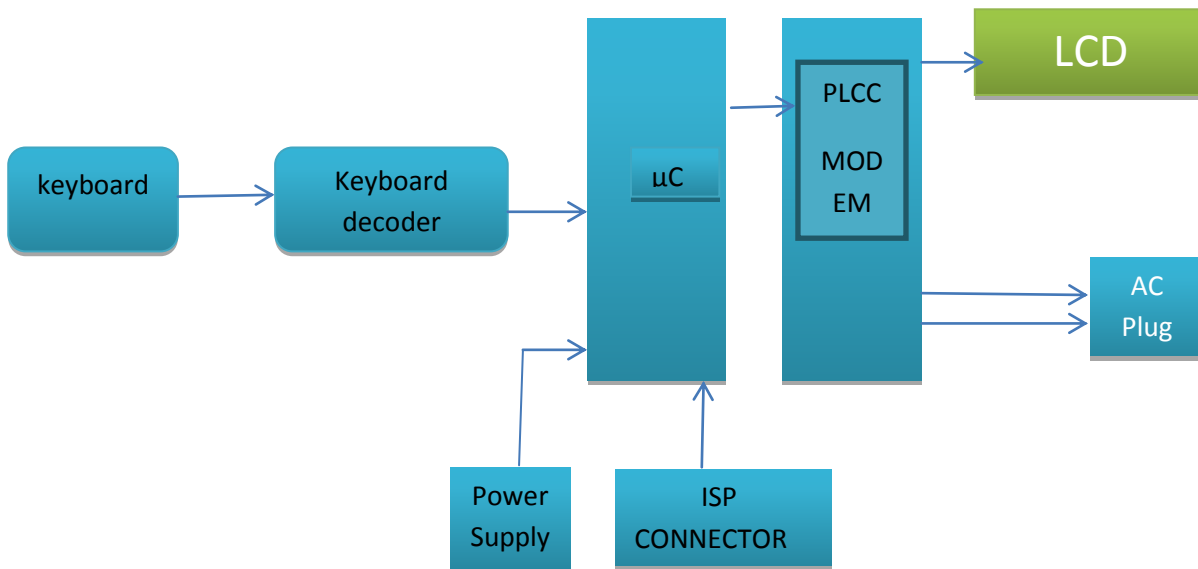 keyboard
Keyboard
decoder
µC
PLCC
MOD
EM
LCD
AC
Plug
Power
Supply
ISP
CONNECTOR